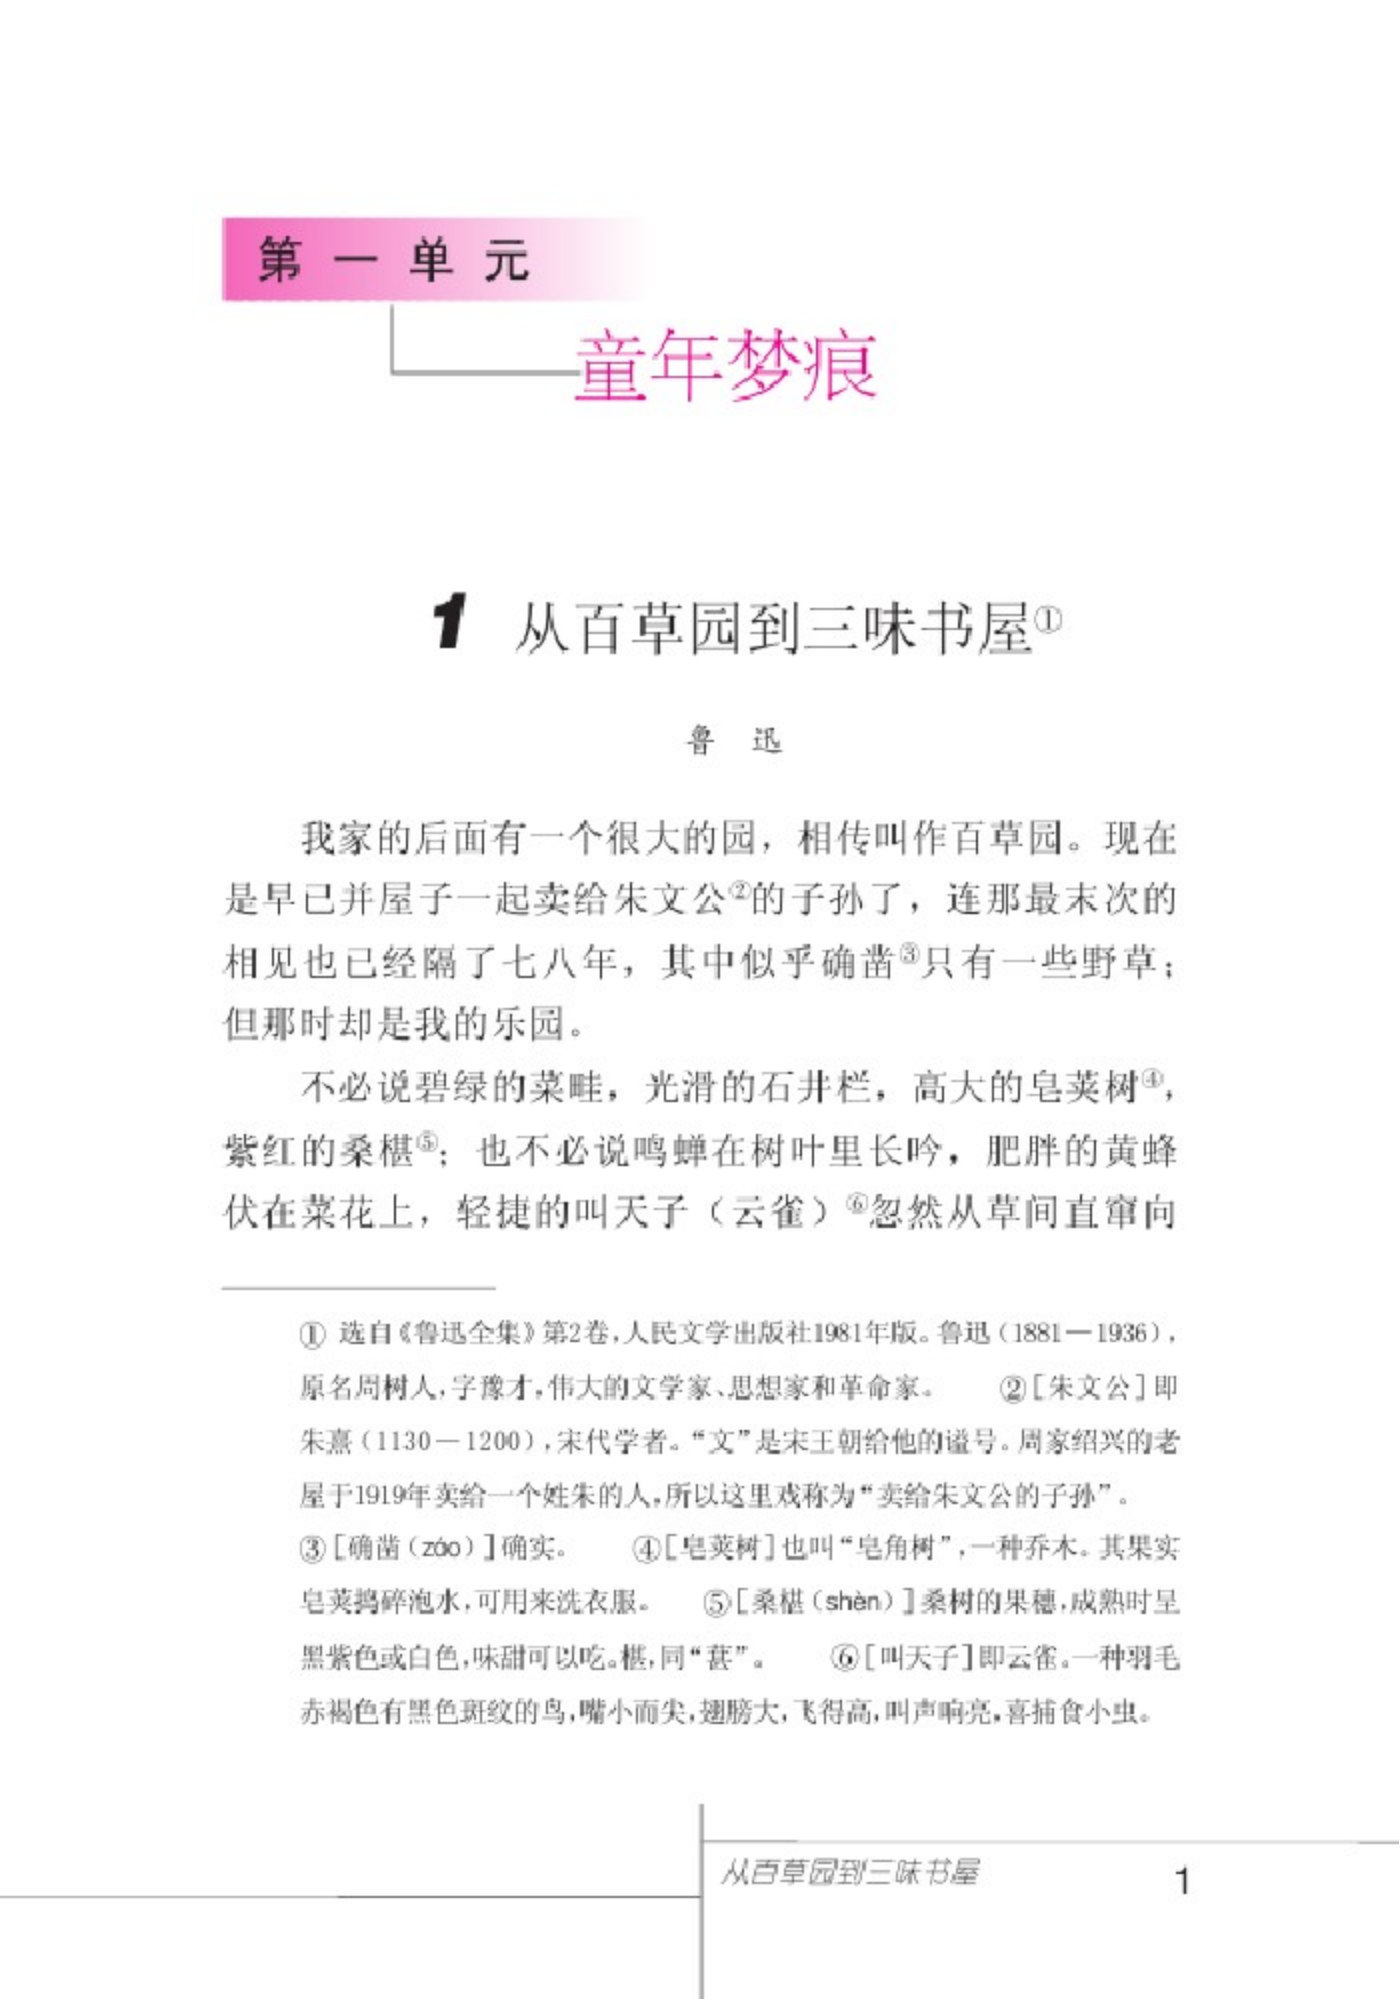 第一单元
童年梦痕
1 从百草园到三味书屋①
鲁 迅
我家的后面有一个很大的园，相传叫作百草园。现在
是早已并屋子一起卖给朱文公②的子孙了，连那最末次的
相见也已经隔了七八年，其中似乎确凿③只有一些野草；
但那时却是我的乐园。
不必说碧绿的菜畦，光滑的石井栏，高大的皂荚树④，
紫红的桑椹⑤；也不必说鸣蝉在树叶里长吟，肥胖的黄蜂
伏在菜花上，轻捷的叫天子（云雀）⑥忽然从草间直窜向
① 选自《鲁迅全集》第2卷，人民文学出版社1981年版。鲁迅（1881－1936），
原名周树人，字豫才，伟大的文学家、思想家和革命家。 ②［朱文公］即
朱熹（1130－1200），宋代学者。“文”是宋王朝给他的谥号。周家绍兴的老
屋于1919年卖给一个姓朱的人，所以这里戏称为“卖给朱文公的子孙”。
③［确凿（záo）］确实。 ④［皂荚树］也叫“皂角树”，一种乔木。其果实
皂荚捣碎泡水，可用来洗衣服。 ⑤［桑椹（shèn）］桑树的果穗，成熟时呈
黑紫色或白色，味甜可以吃。椹，同“葚”。 ⑥［叫天子］即云雀。一种羽毛
赤褐色有黑色斑纹的鸟，嘴小而尖，翅膀大，飞得高，叫声响亮，喜捕食小虫。
从百草园到三味书屋 1